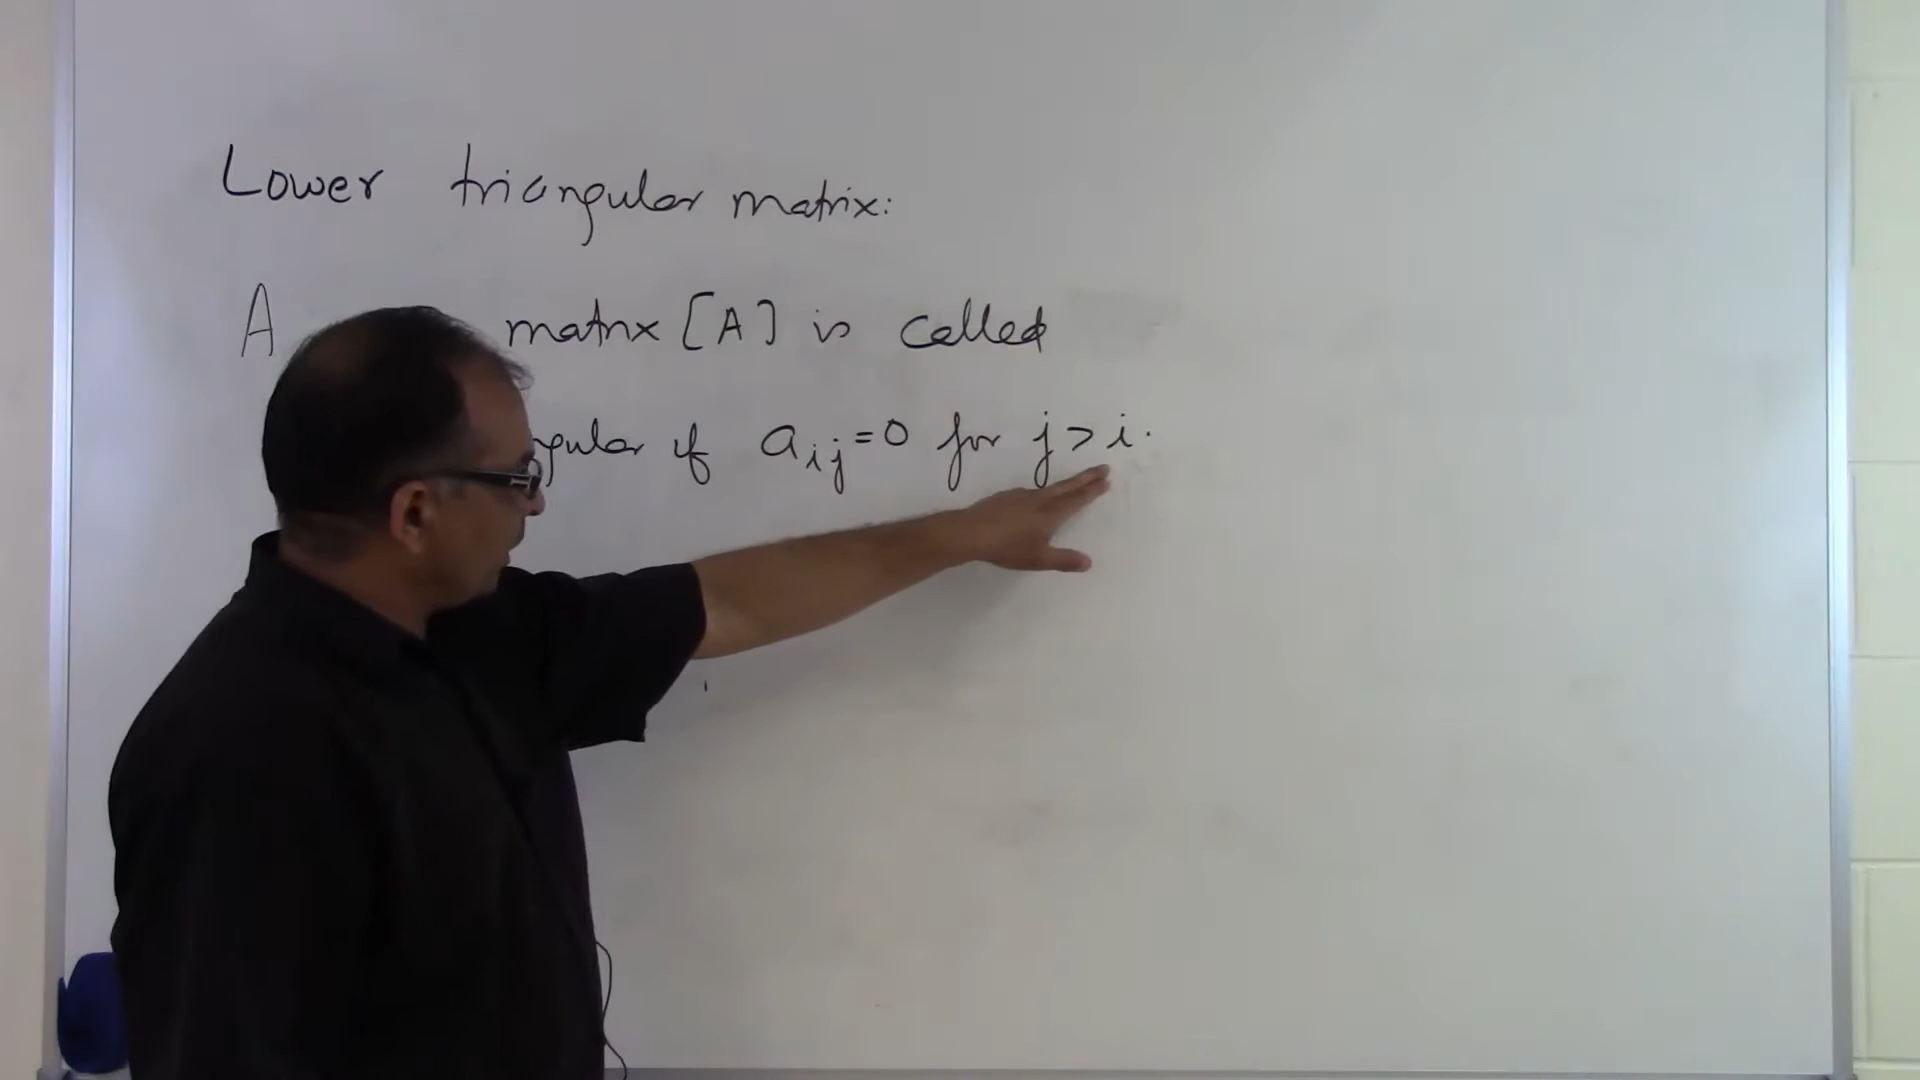 Lower triangular matrix:
A matrix [A] is called
gular if aij=0 for j>i.